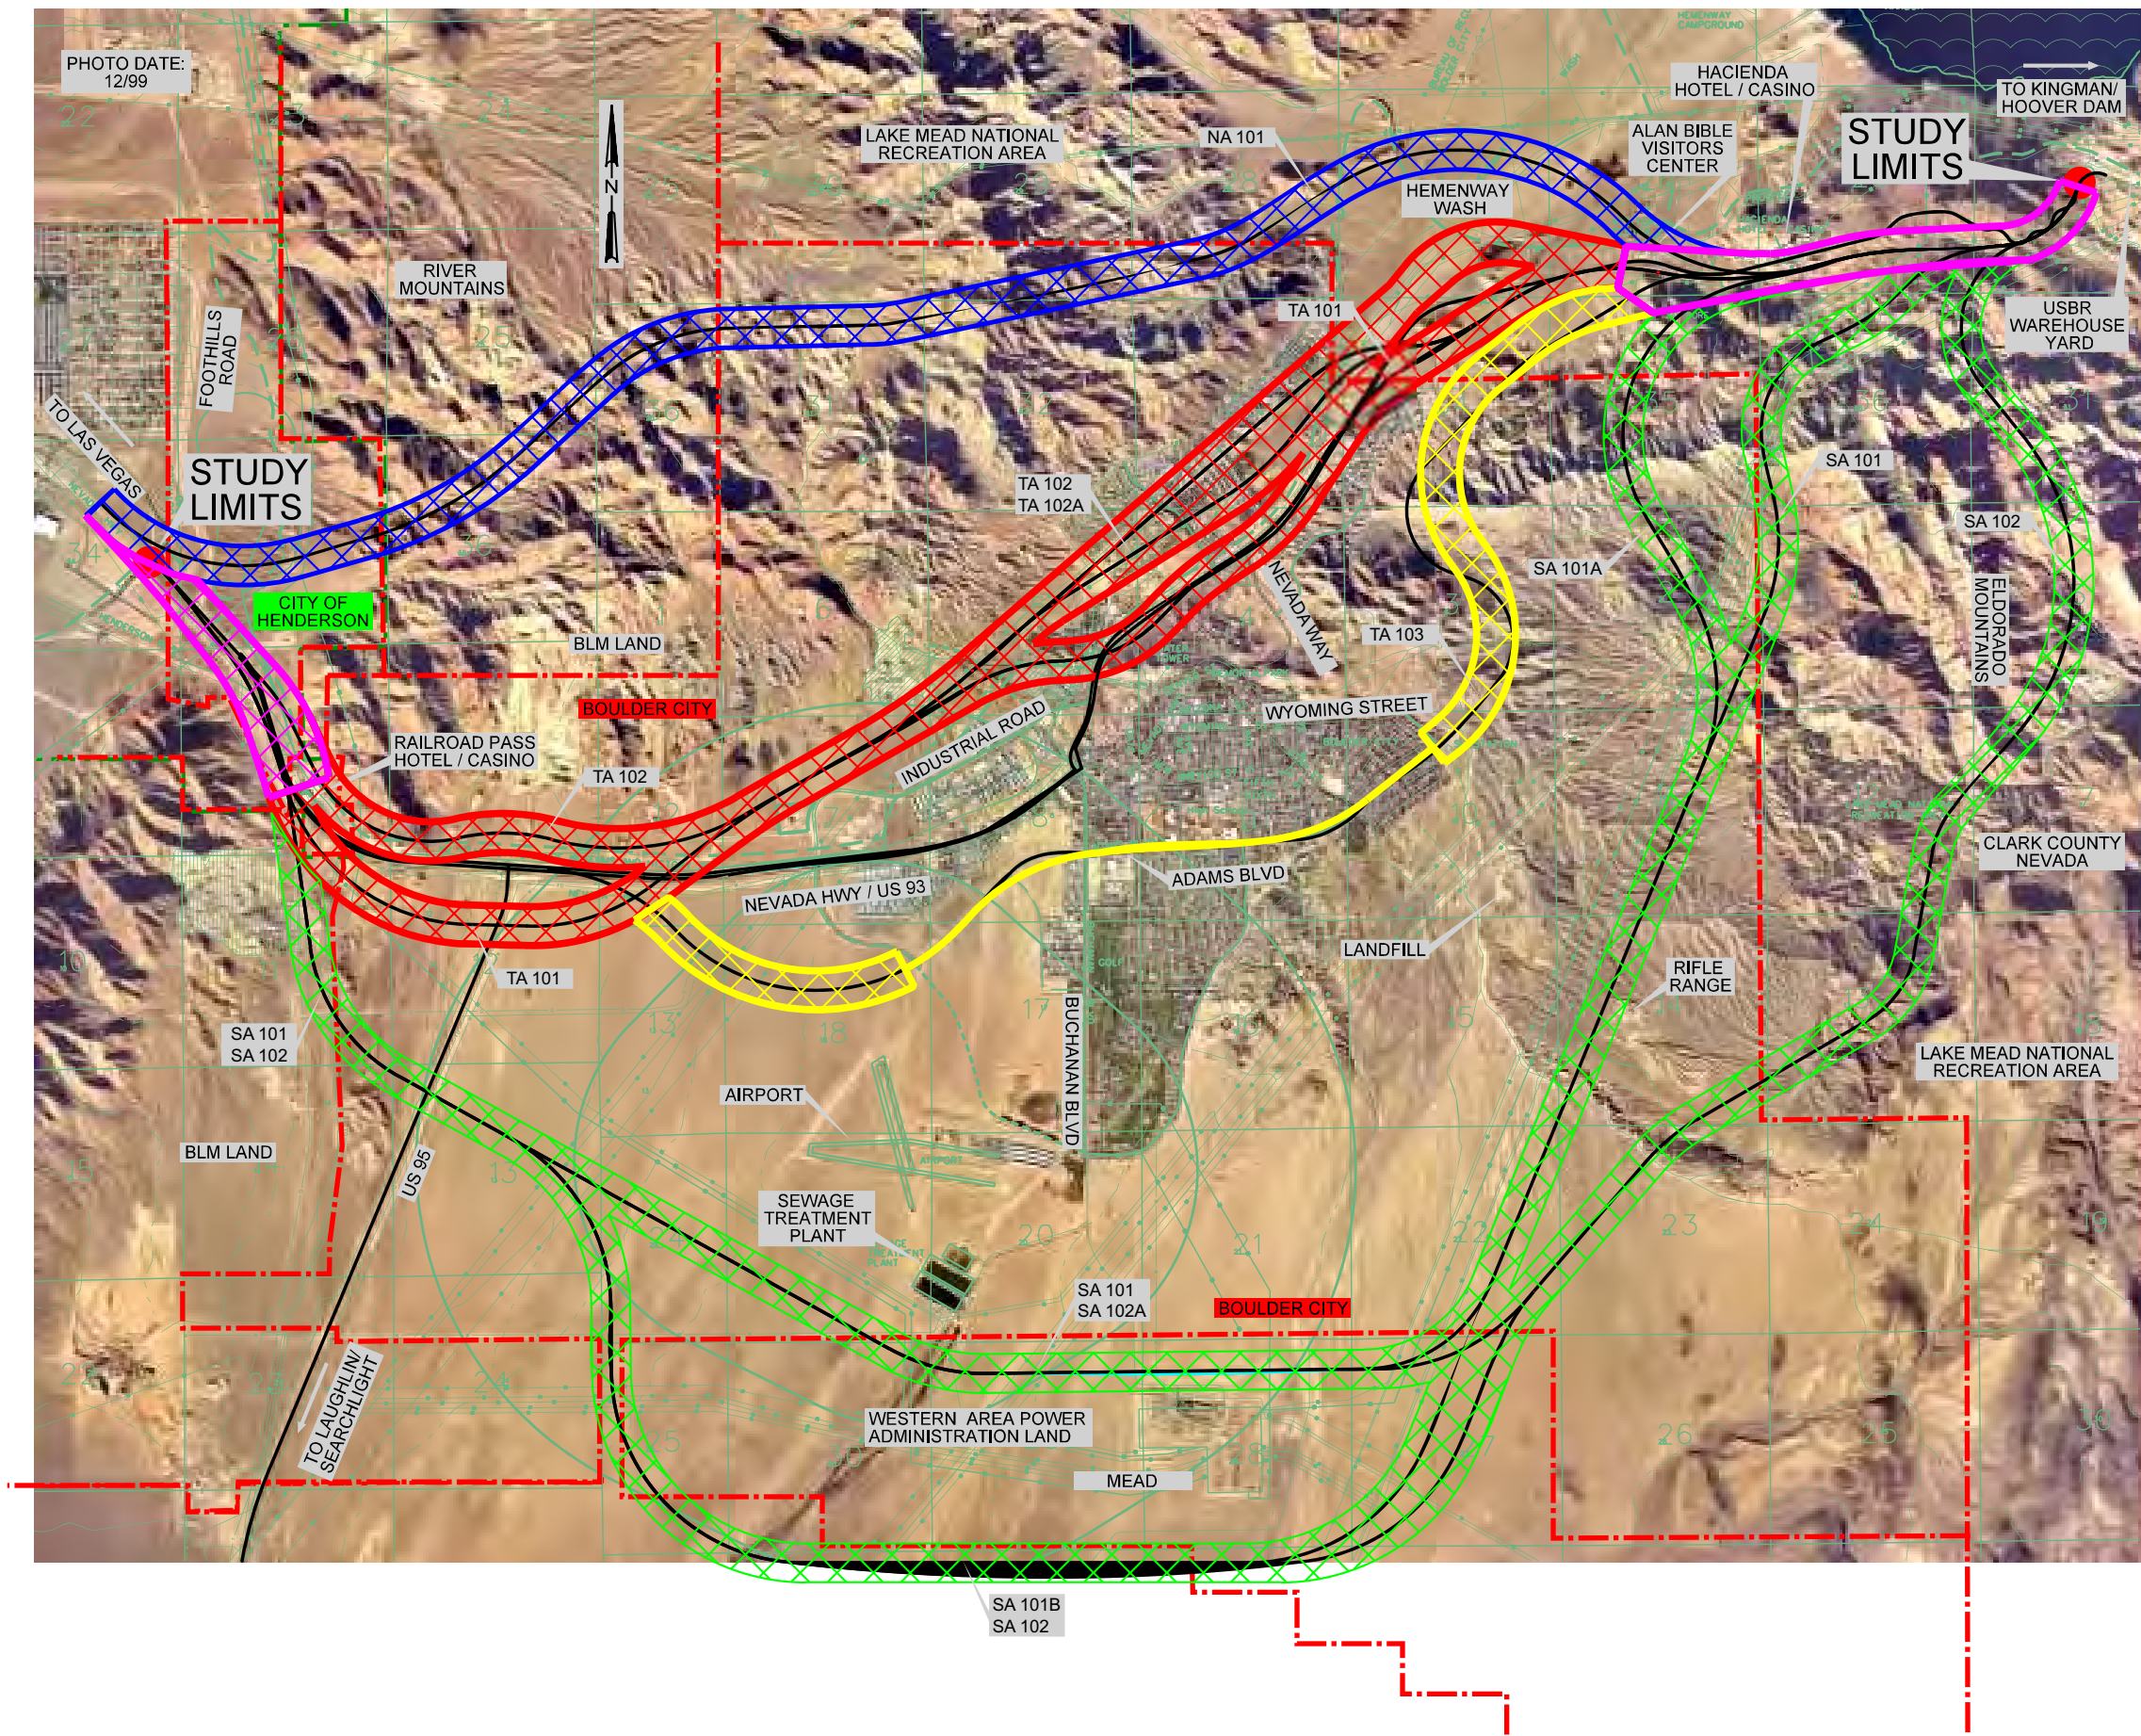 PHOTO DATE:
12/99
HEMENWAY
CAMPGROUND
HACIENDA
HOTEL / CASINO
TO KINGMAN/
HOOVER DAM
LAKE MEAD NATIONAL
RECREATION AREA
NA 101
ALAN BIBLE
VISITORS
CENTER
STUDY
LIMITS
N
WASH
HEMENWAY
WASH
RIVER
MOUNTAINS
FOOTHILLS
ROAD
TA 101
USBR
WAREHOUSE
YARD
TO LAS VEGAS
STUDY
LIMITS
TA 102
TA 102A
SA 101
SA 102
SA 101A
NEVADA WAY
ELDORADO
MOUNTAINS
CITY OF
HENDERSON
HENDERSON
BLM LAND
TA 103
BOULDER CITY
WYOMING STREET
INDUSTRIAL ROAD
RAILROAD PASS
HOTEL / CASINO
TA 102
CLARK COUNTY
NEVADA
ADAMS BLVD
NEVADA HWY / US 93
LANDFILL
GOLF
TA 101
RIFLE
RANGE
BUCHANAN BLVD
SA 101
SA 102
LAKE MEAD NATIONAL
RECREATION AREA
AIRPORT
AIRPORT
BLM LAND
US 95
SEWAGE
TREATMENT
PLANT
SA 101
SA 102A
BOULDER CITY
TO LAUGHLIN/
SEARCHLIGHT
WESTERN AREA POWER
ADMINISTRATION LAND
MEAD
SA 101B
SA 102